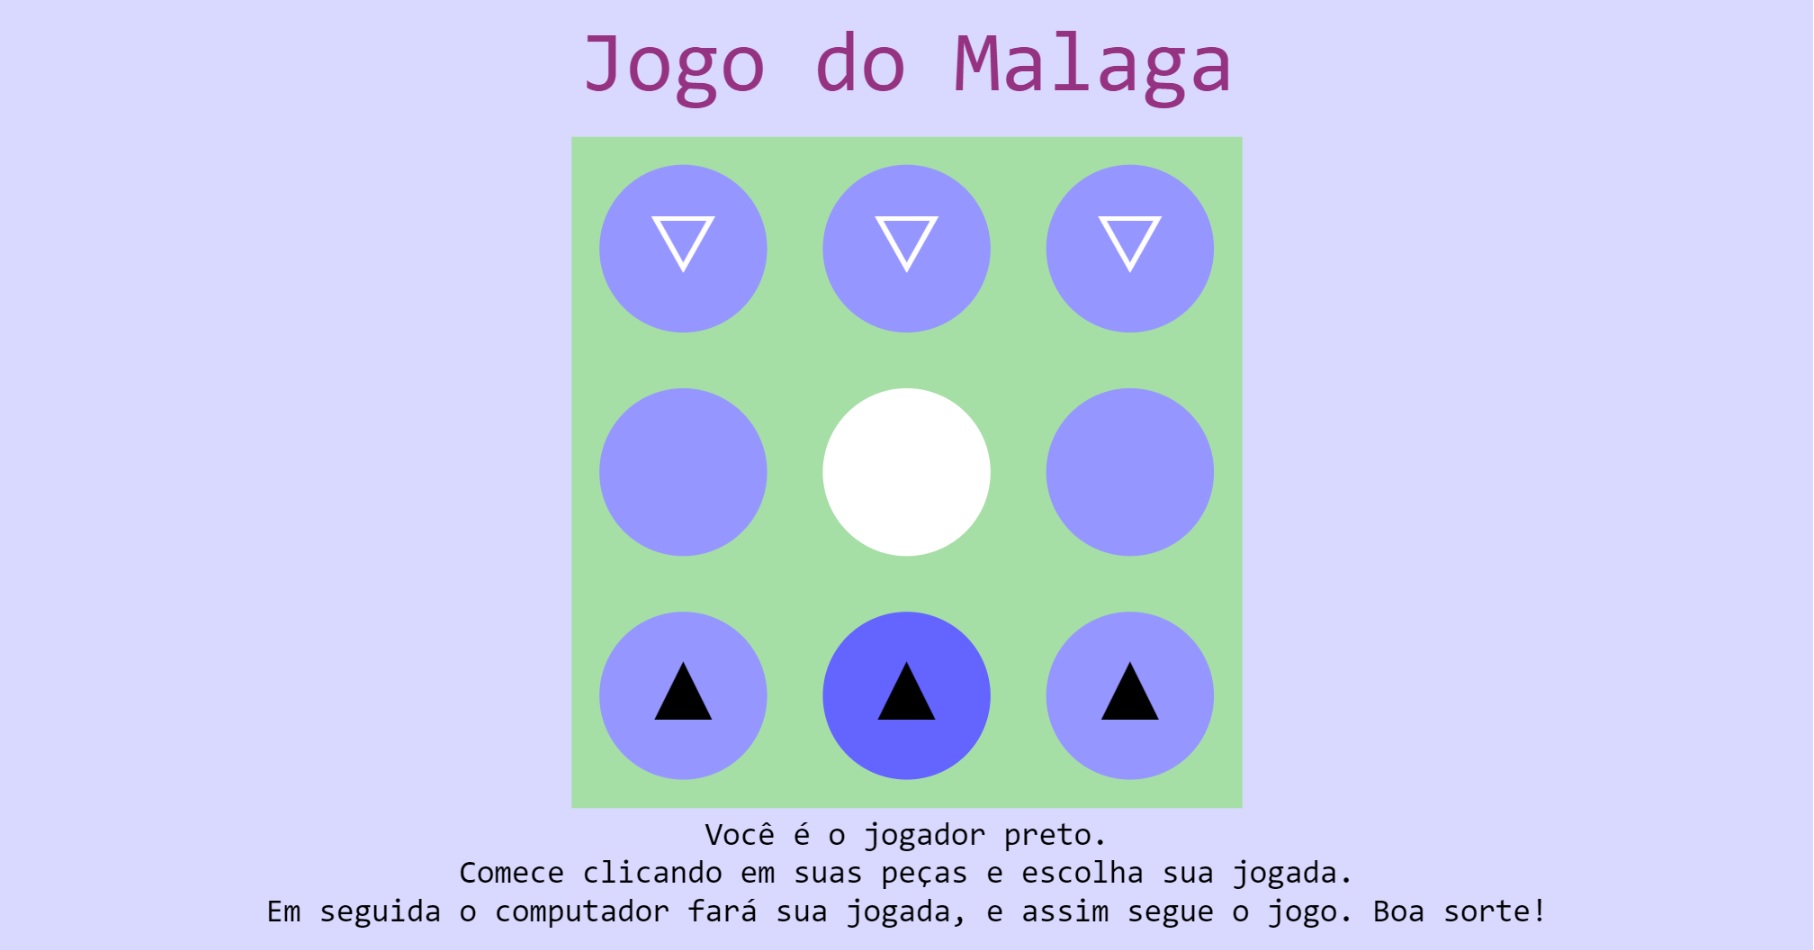 Jogo do Malaga
Você é o jogador preto.
Comece clicando em suas peças e escolha sua jogada.
Em seguida o computador fará sua jogada, e assim segue o jogo. Boa sorte!